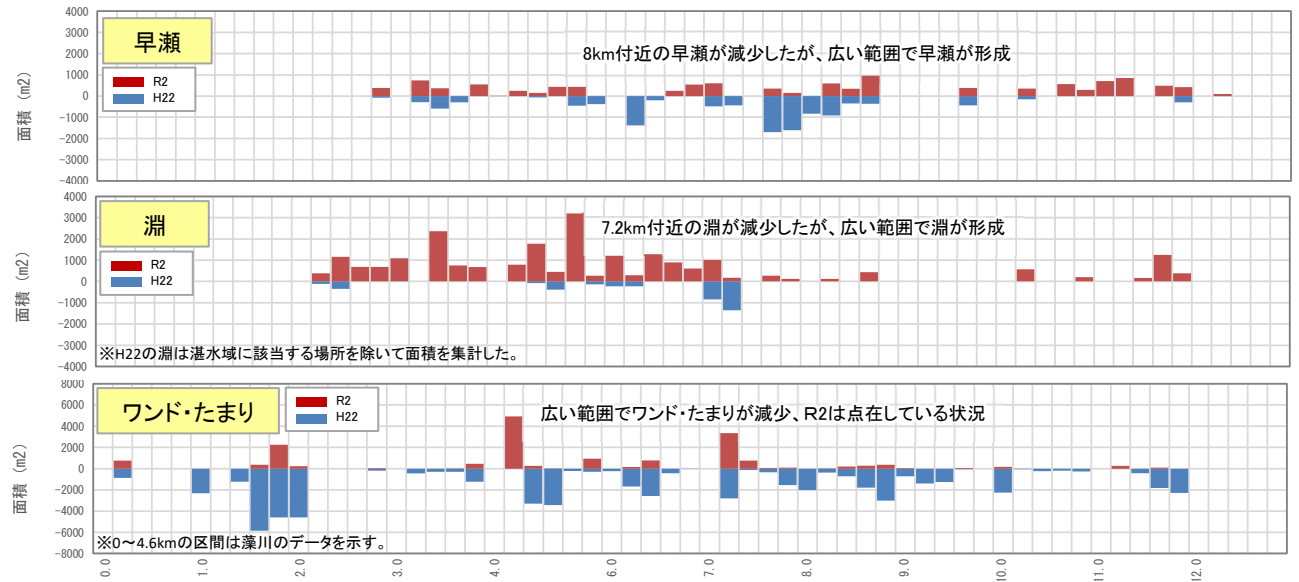 早瀬
R2
H22
8km付近の早瀬が減少したが、広い範囲で早瀬が形成
面積 (m2)
4000
3000
2000
1000
0
-1000
-2000
-3000
-4000
淵
R2
H22
7.2km付近の淵が減少したが、広い範囲で淵が形成
面積 (m2)
4000
3000
2000
1000
0
-1000
-2000
-3000
-4000
※H22の淵は湛水域に該当する場所を除いて面積を集計した。
ワンド・たまり
R2
H22
広い範囲でワンド・たまりが減少、R2は点在している状況
面積 (m2)
8000
6000
4000
2000
0
-2000
-4000
-6000
-8000
※0～4.6kmの区間は藻川のデータを示す。
0.0
1.0
2.0
3.0
4.0
5.0
6.0
7.0
8.0
9.0
10.0
11.0
12.0